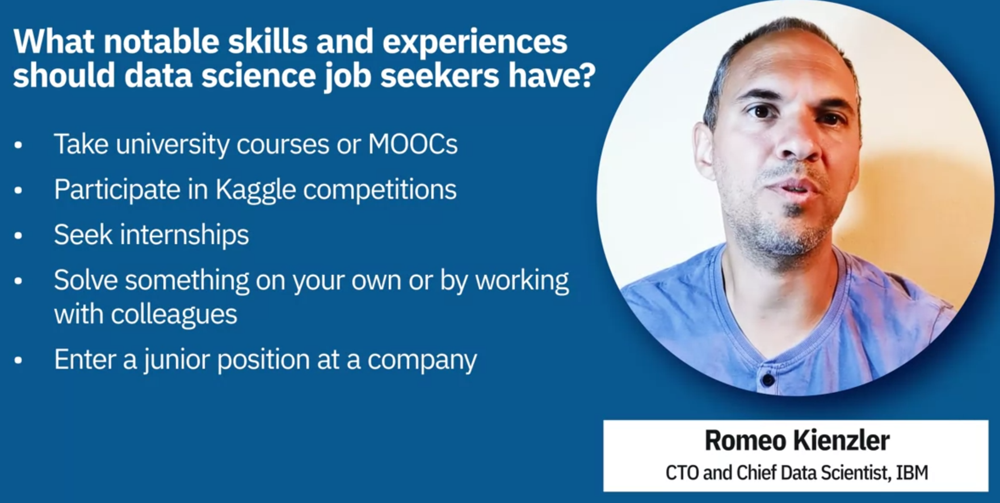 What notable skills and experiences
should data science job seekers have?
• Take university courses or MOOCs
• Participate in Kaggle competitions
• Seek internships
• Solve something on your own or by working
with colleagues
• Enter a junior position at a company
Romeo Kienzler
CTO and Chief Data Scientist, IBM